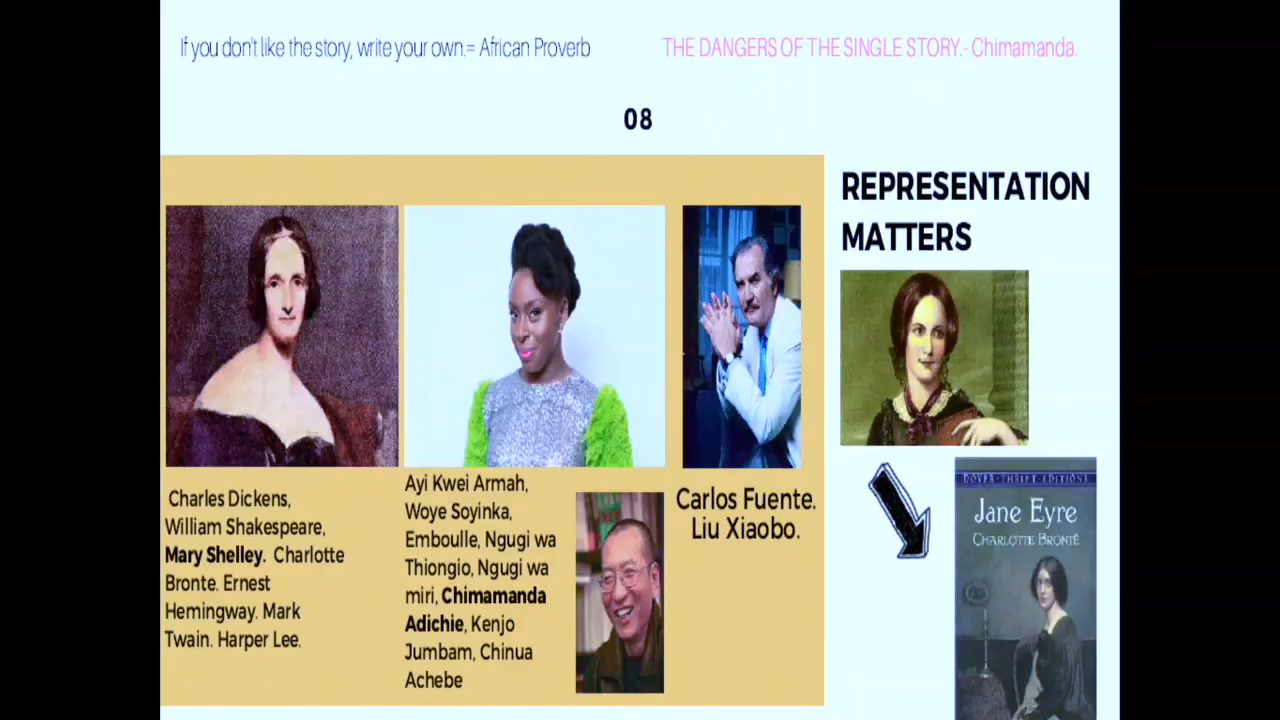 If you don't like the story, write your own.= African Proverb
THE DANGERS OF THE SINGLE STORY.- Chimamanda.
08
REPRESENTATION
MATTERS
Charles Dickens,
William Shakespeare,
Mary Shelley. Charlotte
Bronte. Ernest
Hemingway. Mark
Twain. Harper Lee.
Ayi Kwei Armah,
Woye Soyinka,
Emboulle, Ngugi wa
Thiongio, Ngugi wa
miri, Chimamanda
Adichie, Kenjo
Jumbam, Chinua
Achebe
Carlos Fuente.
Liu Xiaobo.
DOVER · THRIFT · EDITIONS
Jane Eyre
CHARLOTTE BRONTË